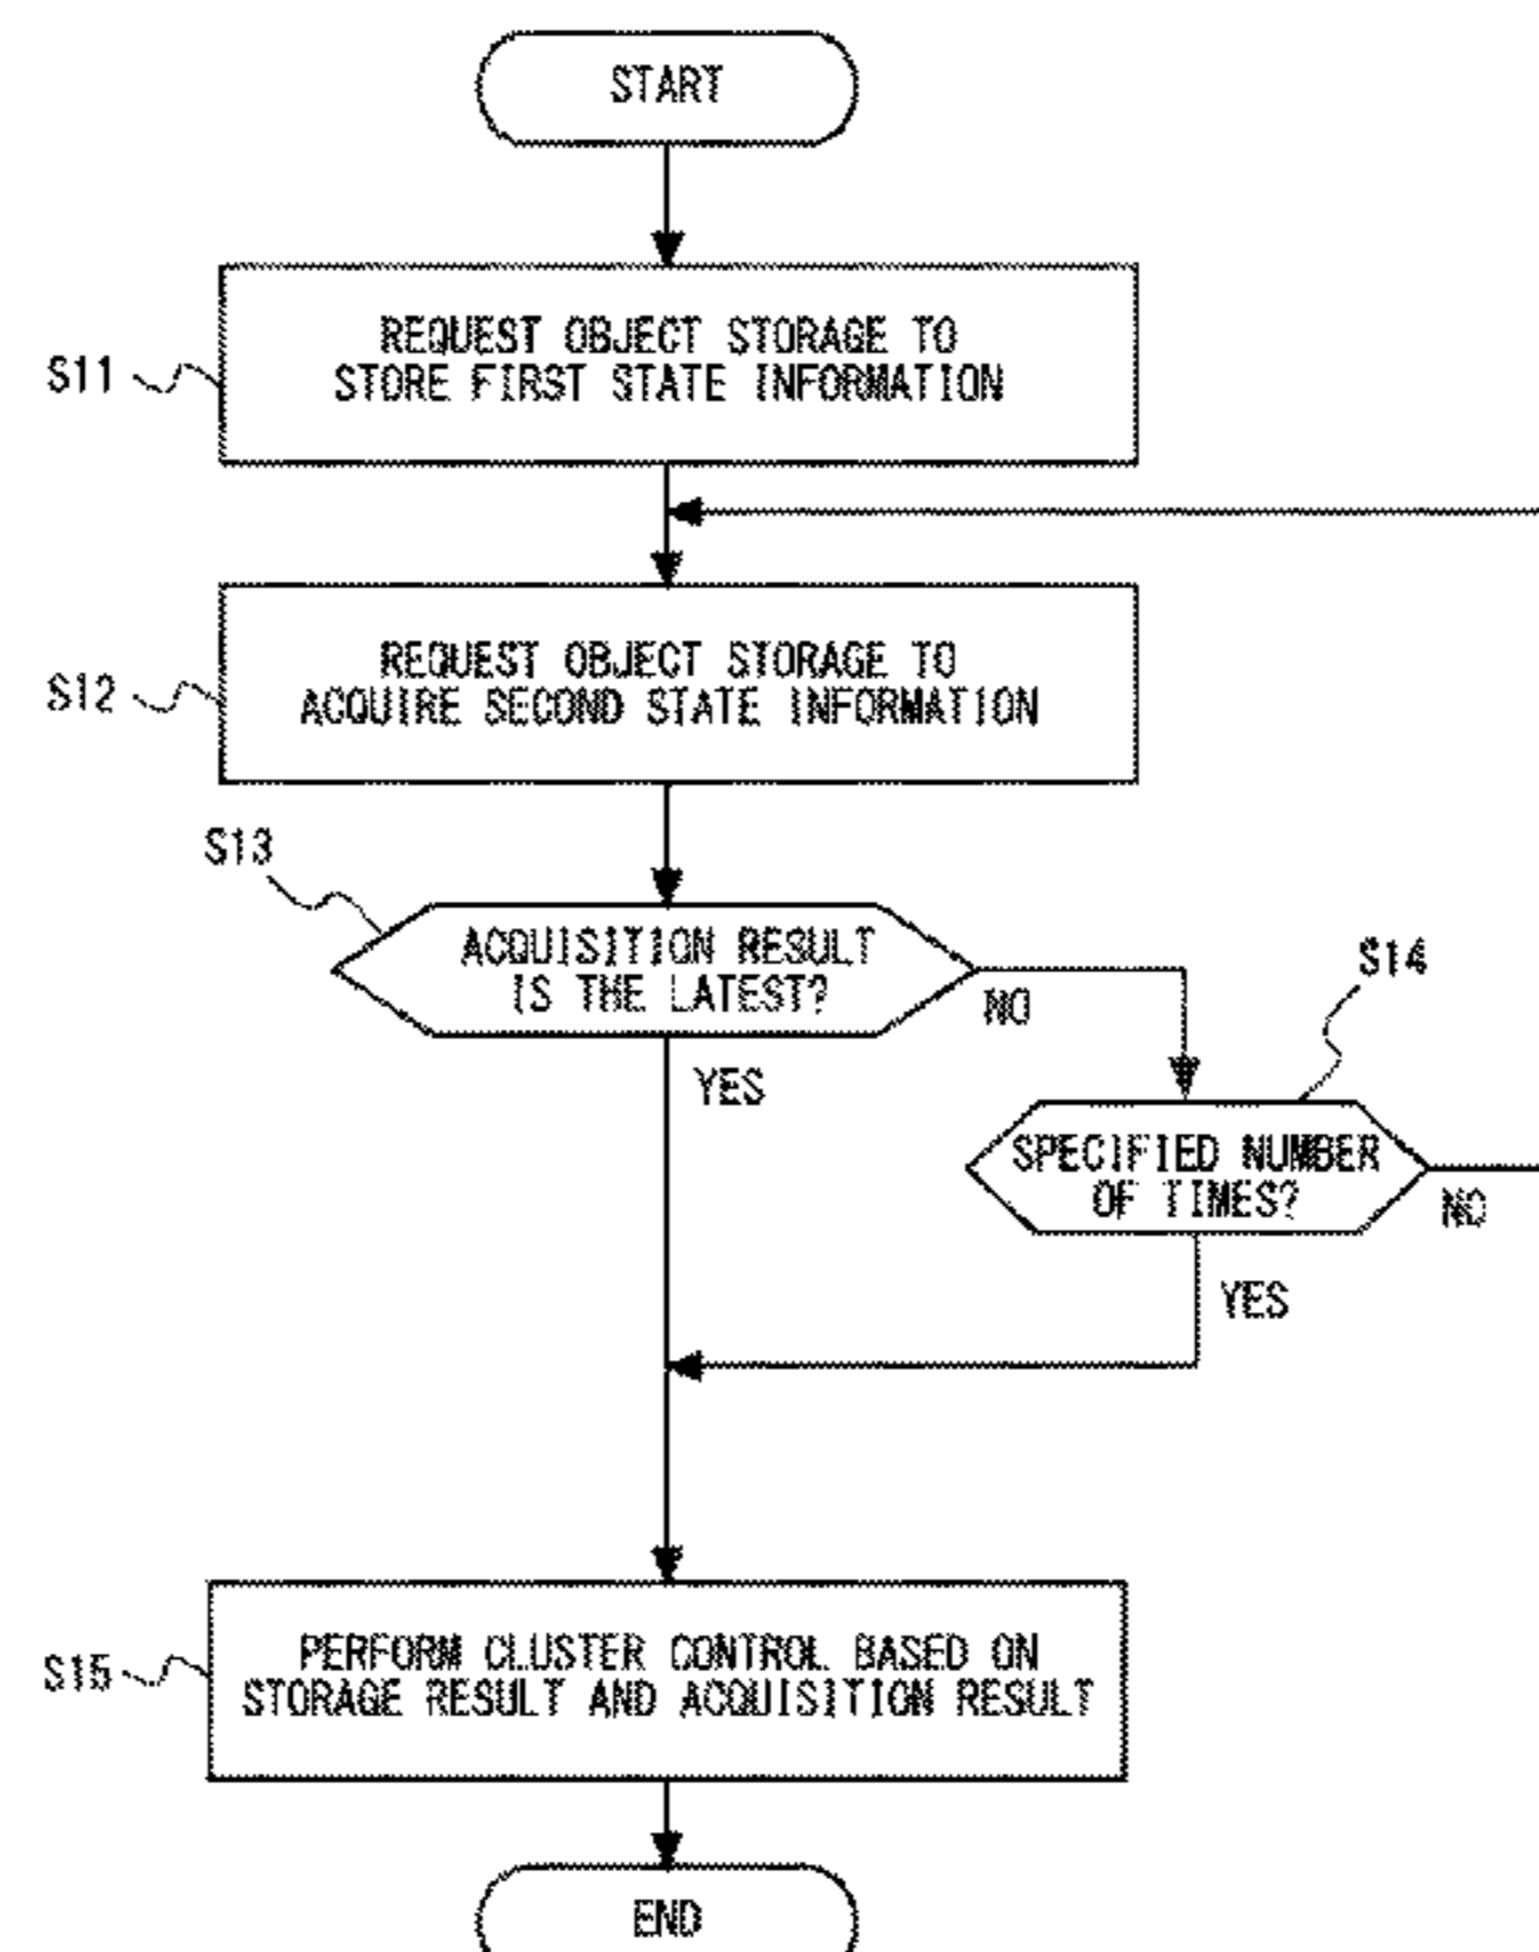 START
S11
REQUEST OBJECT STORAGE TO
STORE FIRST STATE INFORMATION
S12
REQUEST OBJECT STORAGE TO
ACQUIRE SECOND STATE INFORMATION
S13
ACQUISITION RESULT
IS THE LATEST?
NO
YES
S14
SPECIFIED NUMBER
OF TIMES?
NO
YES
S15
PERFORM CLUSTER CONTROL BASED ON
STORAGE RESULT AND ACQUISITION RESULT
END